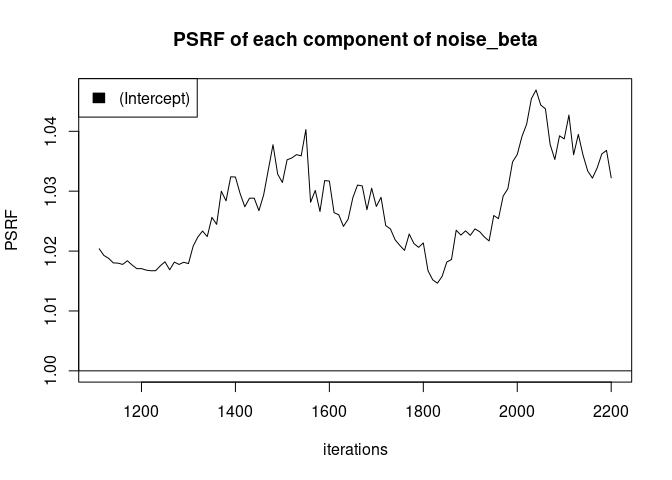 PSRF of each component of noise_beta
(Intercept)
PSRF
1.04
1.03
1.02
1.01
1.00
1200 1400 1600 1800 2000 2200
iterations